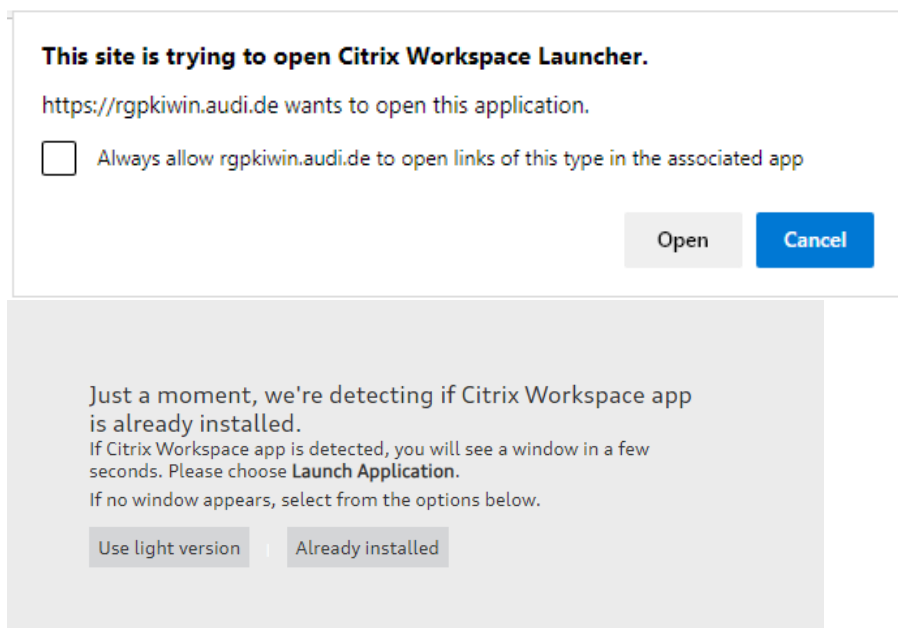 This site is trying to open Citrix Workspace Launcher.
https://rgpkiwin.audi.de wants to open this application.
Always allow rgpkiwin.audi.de to open links of this type in the associated app
Open
Cancel
Just a moment, we're detecting if Citrix Workspace app
is already installed.
If Citrix Workspace app is detected, you will see a window in a few
seconds. Please choose Launch Application.
If no window appears, select from the options below.
Use light version
Already installed